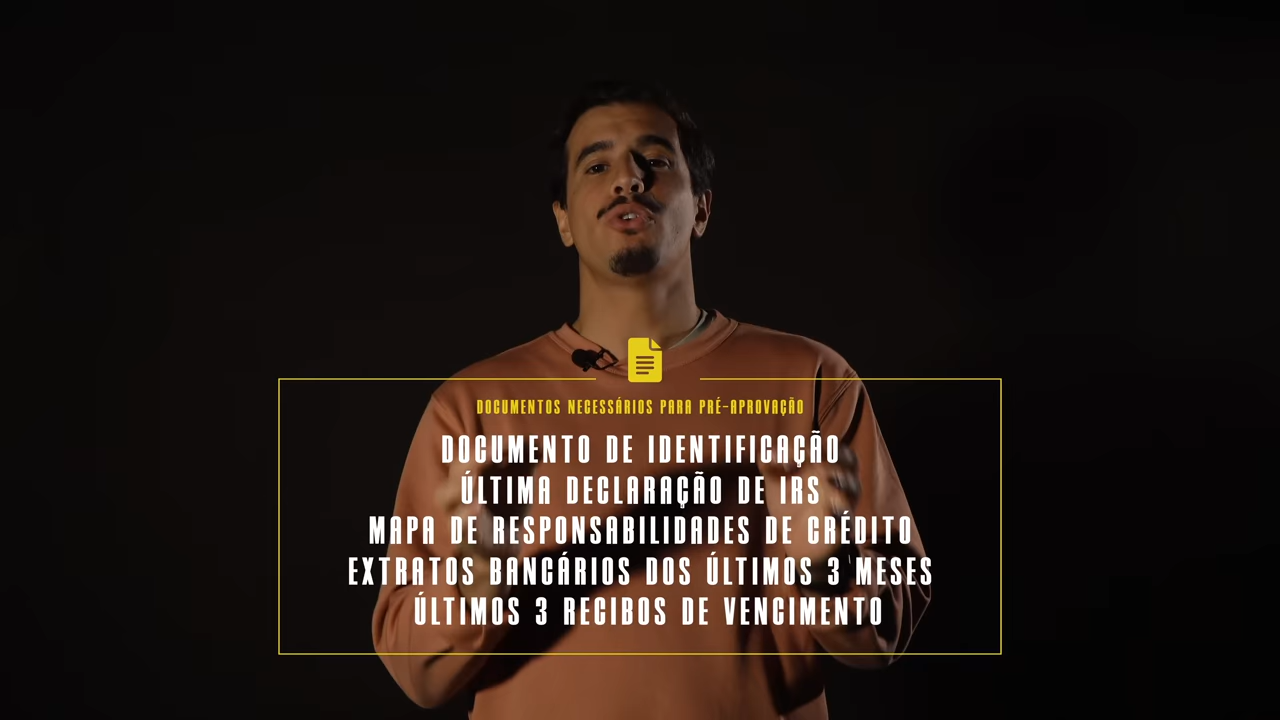 DOCUMENTOS NECESSÁRIOS PARA PRÉ-APROVAÇÃO
DOCUMENTO DE IDENTIFICAÇÃO
ÚLTIMA DECLARAÇÃO DE IRS
MAPA DE RESPONSABILIDADES DE CRÉDITO
EXTRATOS BANCÁRIOS DOS ÚLTIMOS 3 MESES
ÚLTIMOS 3 RECIBOS DE VENCIMENTO